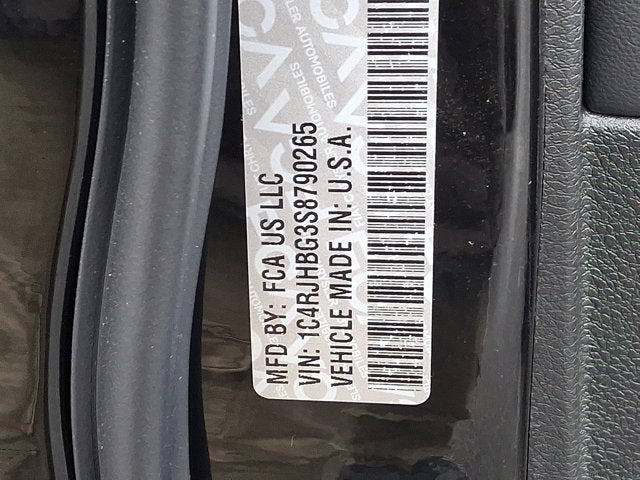 MFD BY: FCA US LLC
VIN: 1C4RJHBG3S8790265
VEHICLE MADE IN: U.S.A.